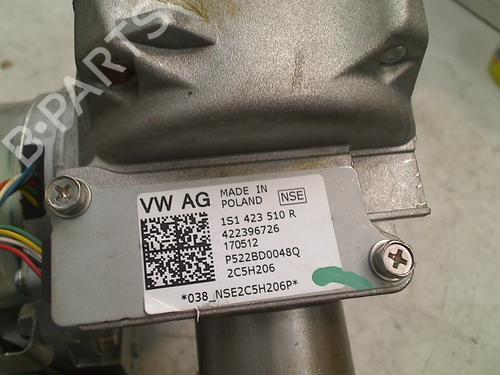 B-PARTS
VW AG
MADE IN
POLAND
NSE
1S1 423 510 R
422396726
170512
P522BD0048Q
2C5H206
*038_NSE2C5H206P*